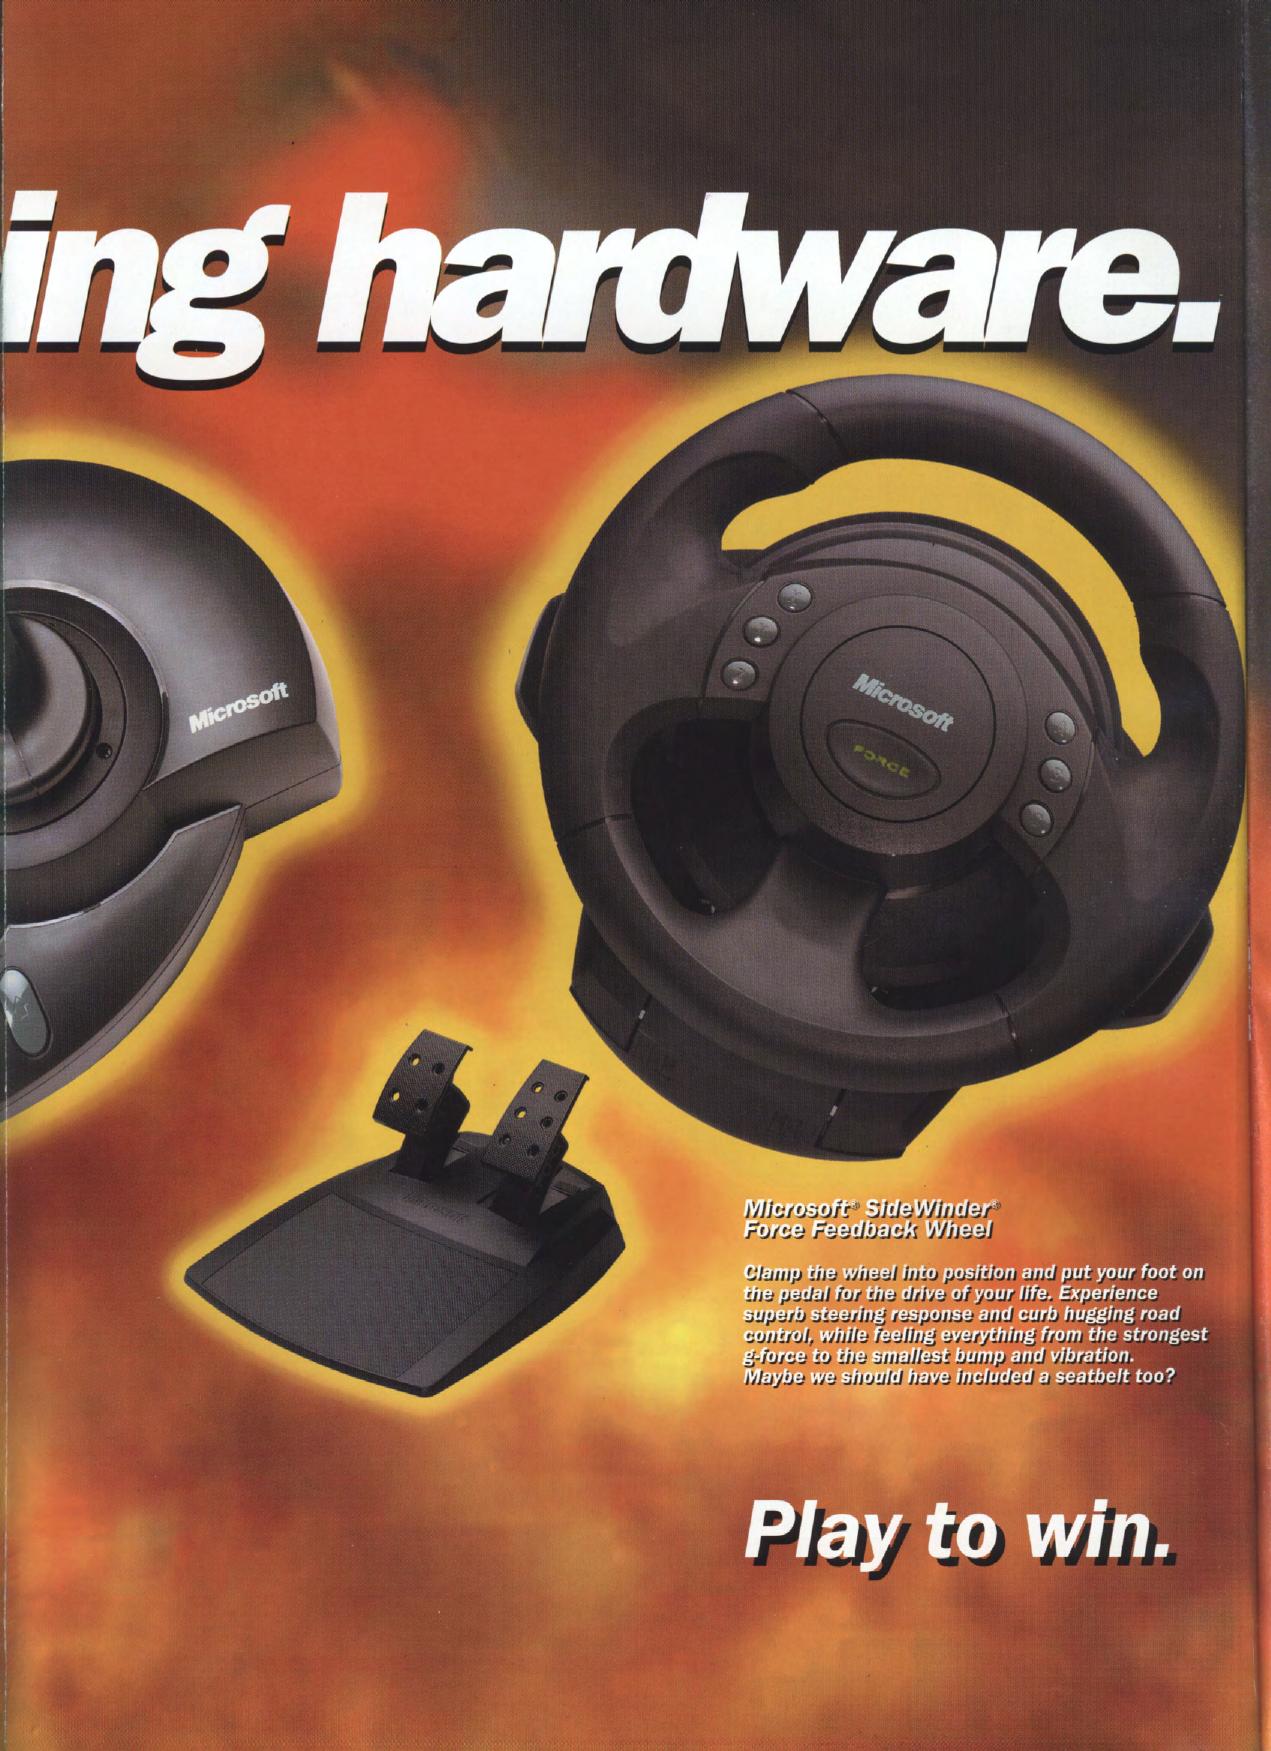 ing hardware.
Microsoft
Microsoft
FORCE
Microsoft® SideWinder®
Force Feedback Wheel
Clamp the wheel into position and put your foot on
the pedal for the drive of your life. Experience
superb steering response and curb hugging road
control, while feeling everything from the strongest
g-force to the smallest bump and vibration.
Maybe we should have included a seatbelt too?
Play to win.